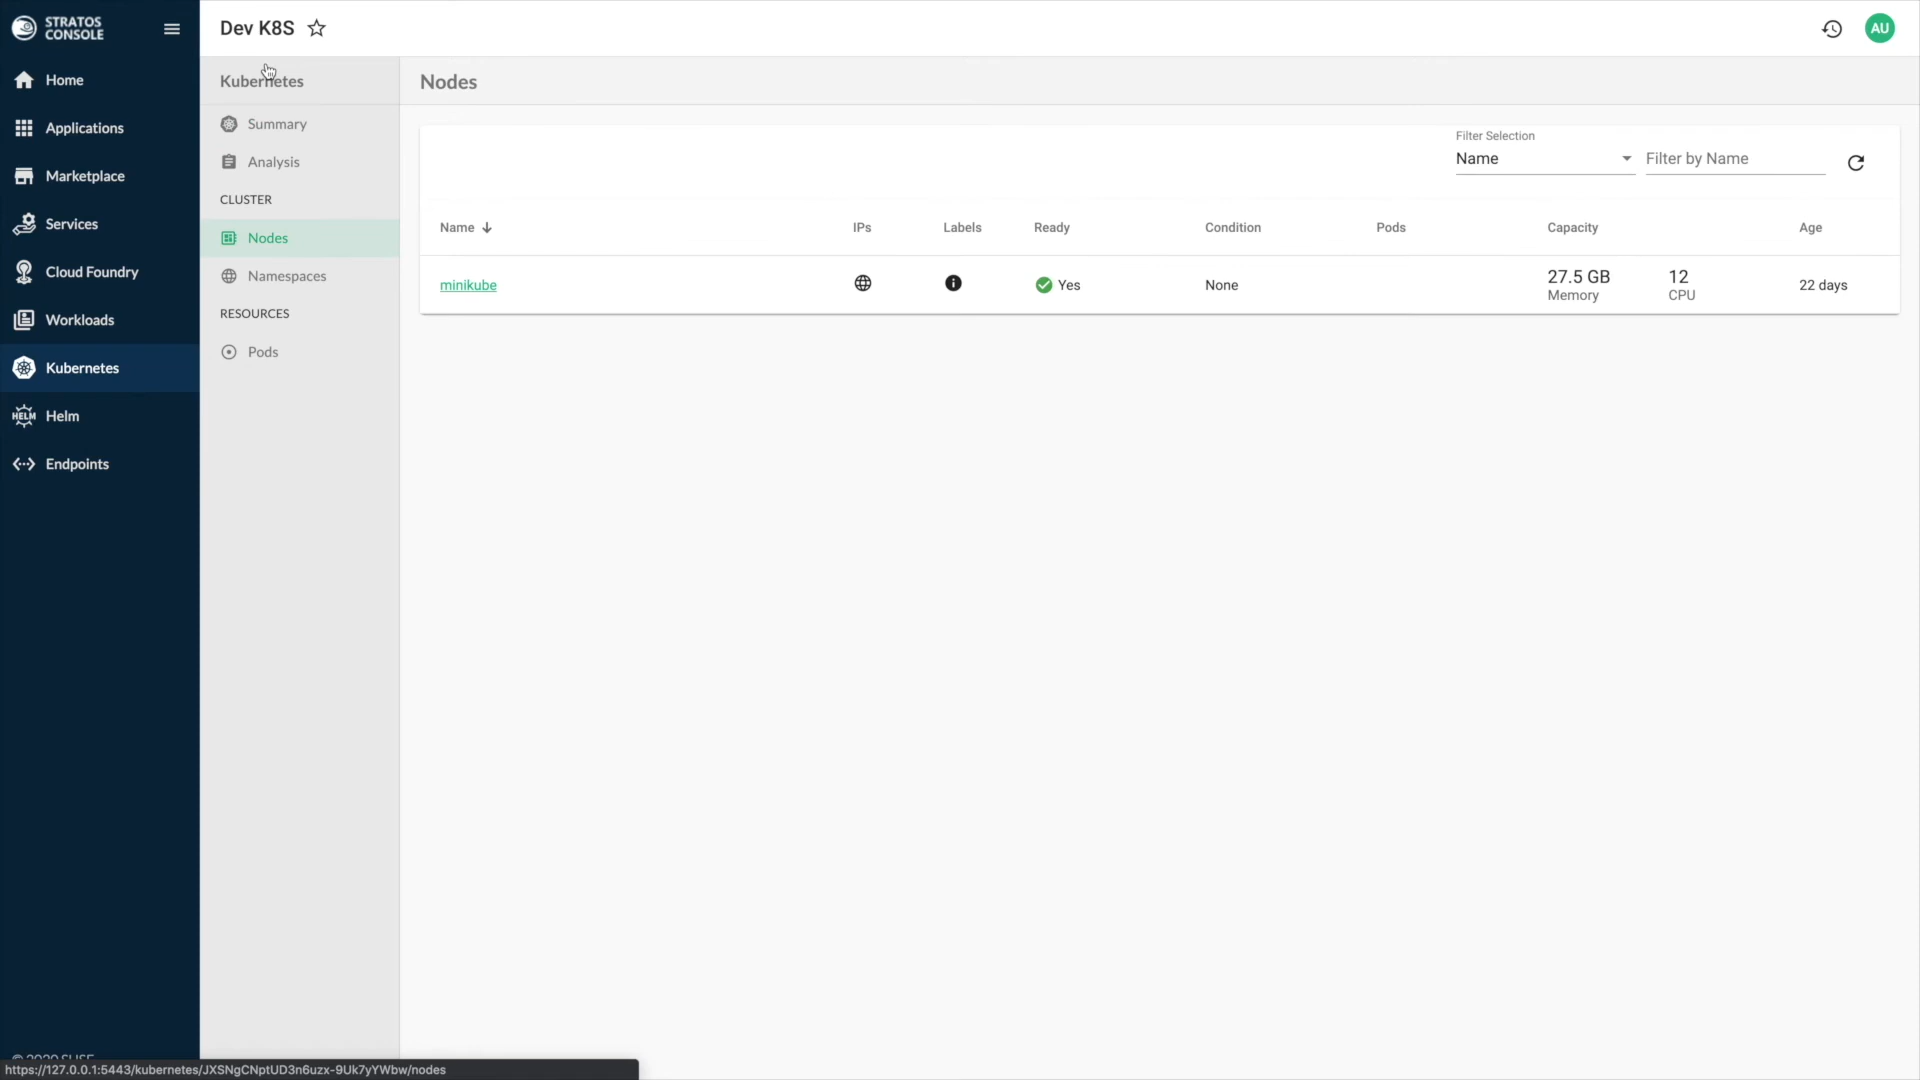 STRATOS
CONSOLE
Dev K8S
AU
Home
Applications
Marketplace
Services
Cloud Foundry
Workloads
Kubernetes
HELM Helm
Endpoints
Kubernetes
Summary
Analysis
CLUSTER
Nodes
Namespaces
RESOURCES
Pods
Nodes
Filter Selection
Name
Filter by Name
Name IPs Labels Ready Condition Pods Capacity Age
minikube Yes None 27.5 GB 12 22 days
Memory CPU
© 2020 SUSE
https://127.0.0.1:5443/kubernetes/JXSNgCNptUD3n6uzx-9Uk7yYWbw/nodes